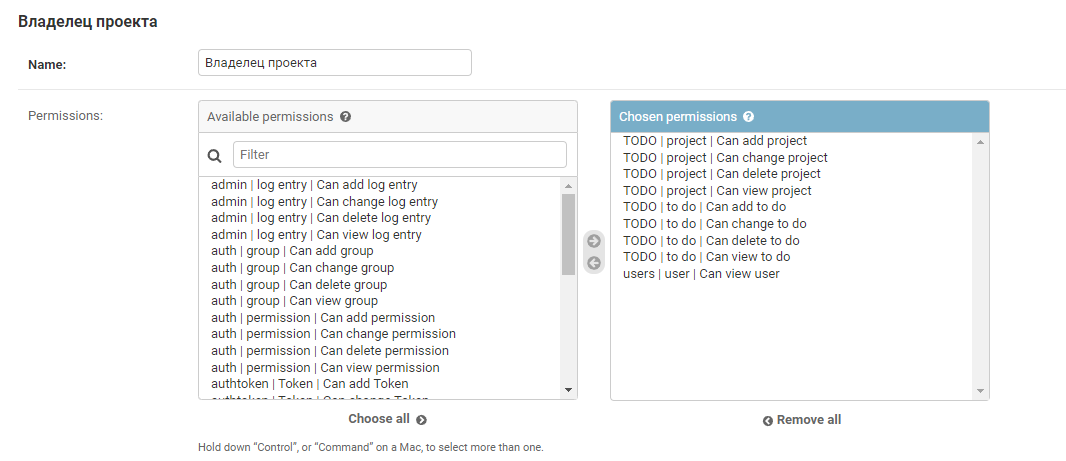 Владелец проекта
Name:
Владелец проекта
Permissions:
Available permissions
Filter
admin | log entry | Can add log entry
admin | log entry | Can change log entry
admin | log entry | Can delete log entry
admin | log entry | Can view log entry
auth | group | Can add group
auth | group | Can change group
auth | group | Can delete group
auth | group | Can view group
auth | permission | Can add permission
auth | permission | Can change permission
auth | permission | Can delete permission
auth | permission | Can view permission
authtoken | Token | Can add Token
authtoken | Token | Can change Token
Choose all
Chosen permissions
TODO | project | Can add project
TODO | project | Can change project
TODO | project | Can delete project
TODO | project | Can view project
TODO | to do | Can add to do
TODO | to do | Can change to do
TODO | to do | Can delete to do
TODO | to do | Can view to do
users | user | Can view user
Remove all
Hold down “Control”, or “Command” on a Mac, to select more than one.